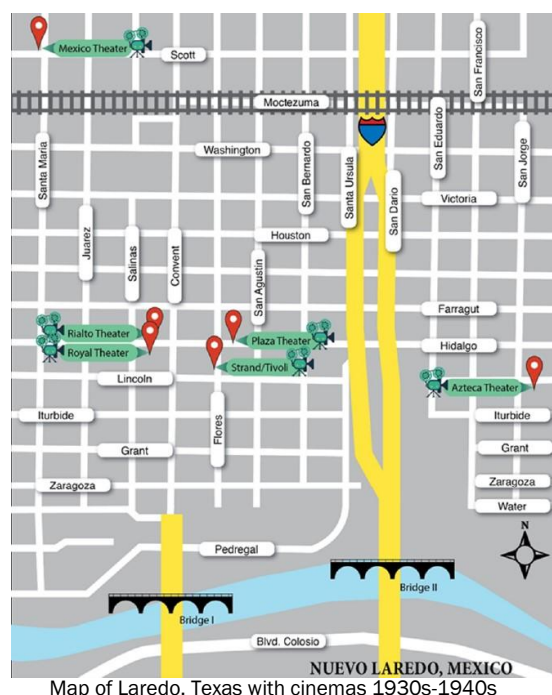 San Francisco
Mexico Theater
Scott
Moctezuma
Santa María
Washington
San Bernardo
Santa Ursula
San Eduardo
San Jorge
San Dario
Victoria
Juarez
Salinas
Convent
Houston
San Agustin
Farragut
Rialto Theater
Plaza Theater
Hidalgo
Royal Theater
Strand/Tivoli
Lincoln
Azteca Theater
Iturbide
Flores
Iturbide
Grant
Grant
Zaragoza
Zaragoza
Water
N
Pedregal
Bridge II
Bridge I
Blvd. Colosio
NUEVO LAREDO, MEXICO
Map of Laredo, Texas with cinemas 1930s-1940s